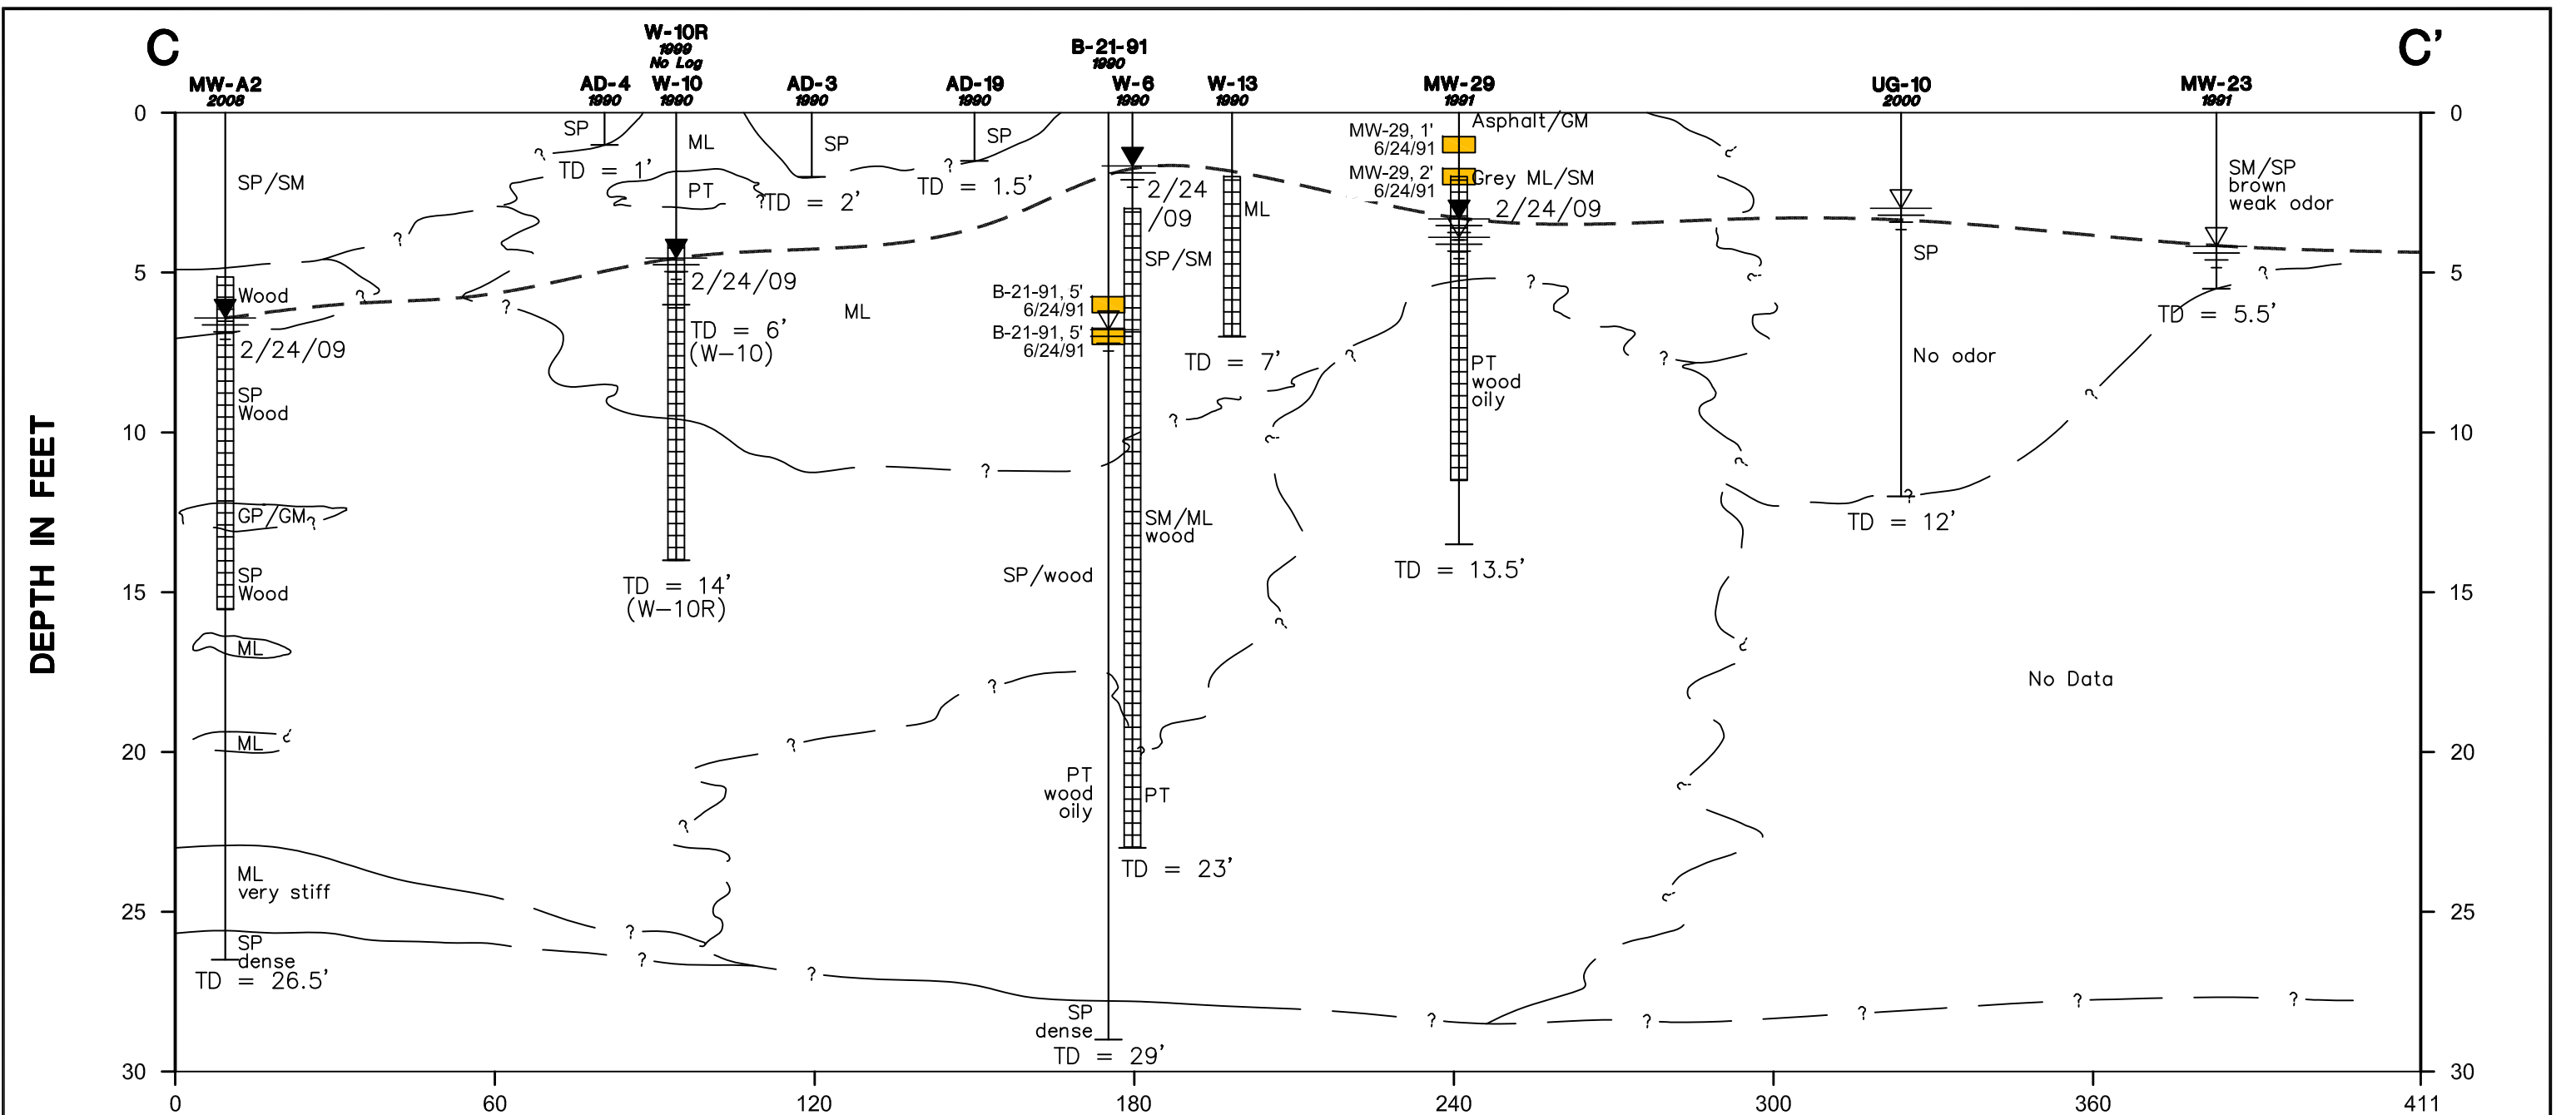 C
C’
W-10R
1999
No Log
B-21-91
1990
MW-A2
2008
AD-4
1990
W-10
1990
AD-3
1990
AD-19
1990
W-6
1990
W-13
1990
MW-29
1991
UG-10
2000
MW-23
1991
DEPTH IN FEET
0
5
10
15
20
25
30
0
5
10
15
20
25
30
SP/SM
Wood
2/24/09
SP
Wood
GP/GM
?
SP
Wood
ML
ML
?
ML
very stiff
SP
dense
TD = 26.5’
?
?
SP
?
TD = 1’
ML
PT
?
2/24/09
TD = 6’
(W-10)
TD = 14’
(W-10R)
?
SP
TD = 2’
?
SP
TD = 1.5’
ML
?
?
B-21-91, 5'
6/24/91
B-21-91, 5'
6/24/91
2/24
/09
SP/SM
SM/ML
wood
SP/wood
?
?
?
PT
wood
oily
PT
?
TD = 23’
?
?
?
SP
dense
TD = 29’
ML
TD = 7’
?
?
?
?
MW-29, 1'
6/24/91
MW-29, 2'
6/24/91
Asphalt/GM
Grey ML/SM
2/24/09
PT
wood
oily
TD = 13.5’
?
?
?
?
?
?
?
?
?
?
SP
No odor
?
TD = 12’
SM/SP
brown
weak odor
?
TD = 5.5’
?
No Data
?
?
?
?
?
0
60
120
180
240
300
360
411